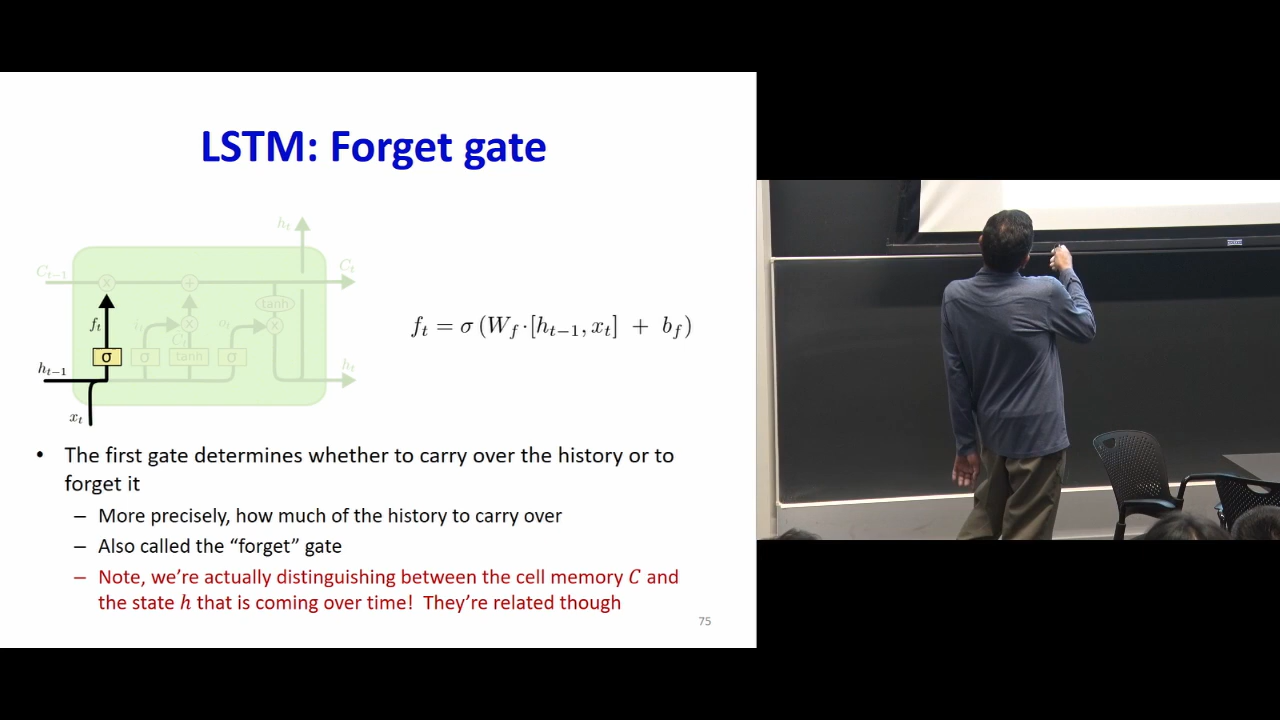 LSTM: Forget gate
h_t
C_{t-1}
C_t
tanh
f_t
i_t
o_t
σ
σ
tanh
σ
h_{t-1}
h_t
x_t
f_t = σ (W_f · [h_{t-1}, x_t] + b_f)
• The first gate determines whether to carry over the history or to
forget it
– More precisely, how much of the history to carry over
– Also called the “forget” gate
– Note, we’re actually distinguishing between the cell memory C and
the state h that is coming over time! They’re related though
75